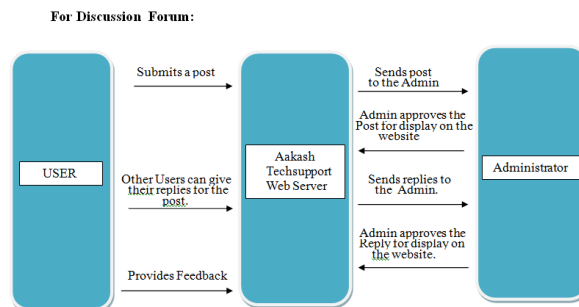 For Discussion Forum:
Submits a post
Sends post
to the Admin
Admin approves the
Post for display on the
website
USER
Aakash
Techsupport
Web Server
Administrator
Other Users can give
their replies for the
post.
Sends replies to
the Admin.
Admin approves the
Reply for display on
the website.
Provides Feedback